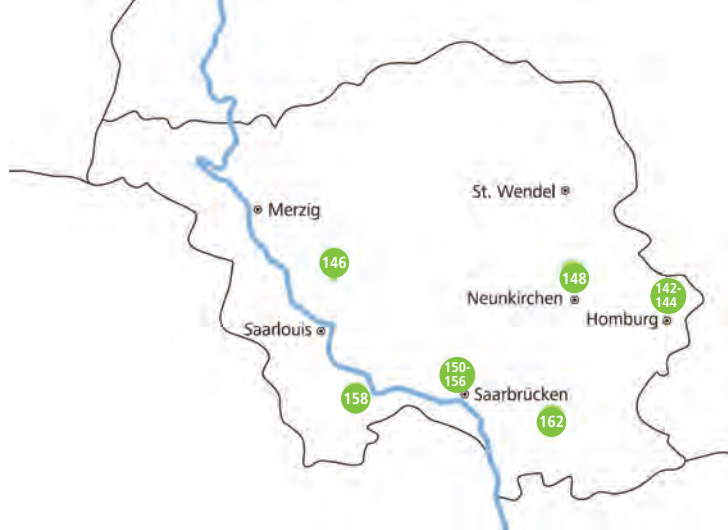 St. Wendel
Merzig
146
148
142-
144
Neunkirchen
Homburg
Saarlouis
150-
156
Saarbrücken
158
162